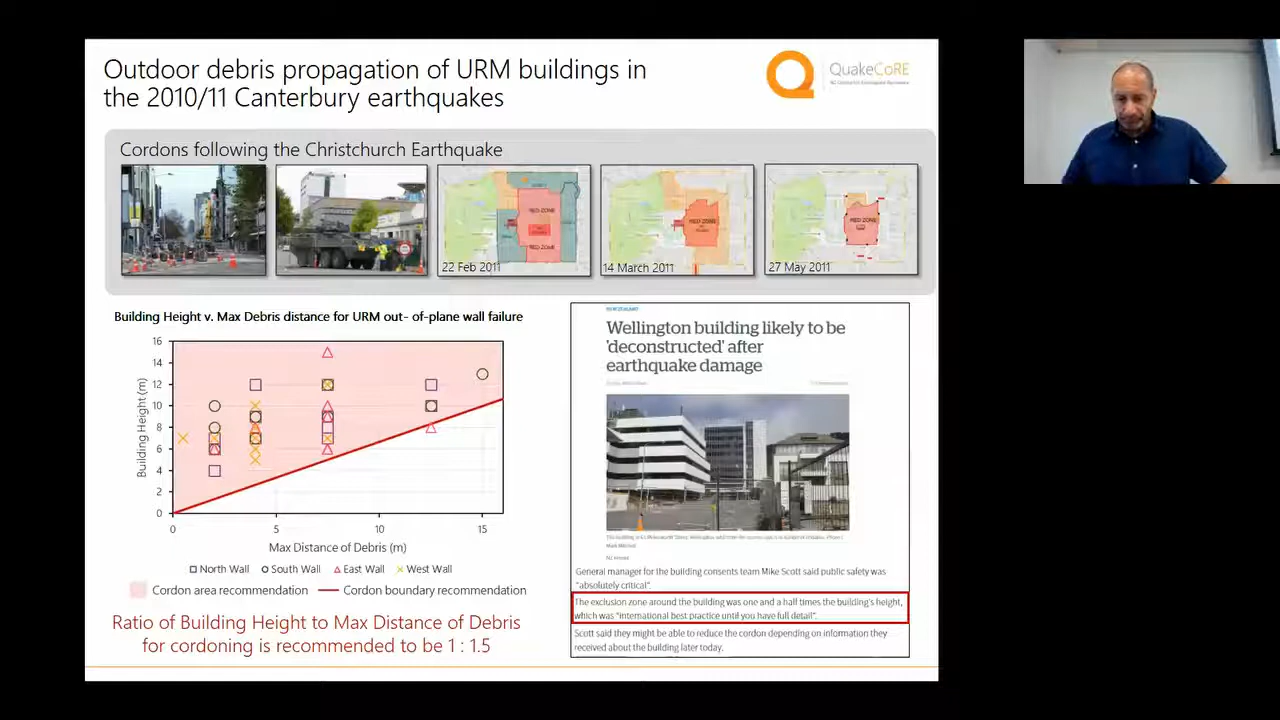 Outdoor debris propagation of URM buildings in
the 2010/11 Canterbury earthquakes
QuakeCoRE
Cordons following the Christchurch Earthquake
RED ZONE
RED ZONE
22 Feb 2011
RED ZONE
14 March 2011
RED ZONE
27 May 2011
Building Height v. Max Debris distance for URM out- of-plane wall failure
16
14
12
10
8
6
4
2
0
Building Height (m)
0
5
10
15
Max Distance of Debris (m)
North Wall
South Wall
East Wall
West Wall
Cordon area recommendation
Cordon boundary recommendation
Ratio of Building Height to Max Distance of Debris
for cordoning is recommended to be 1 : 1.5
Wellington building likely to be
'deconstructed' after
earthquake damage
NZ Herald
General manager for the building consents team Mike Scott said public safety was
"absolutely critical".
The exclusion zone around the building was one and a half times the building's height,
which was "international best practice until you have full detail".
Scott said they might be able to reduce the cordon depending on information they
received about the building later today.